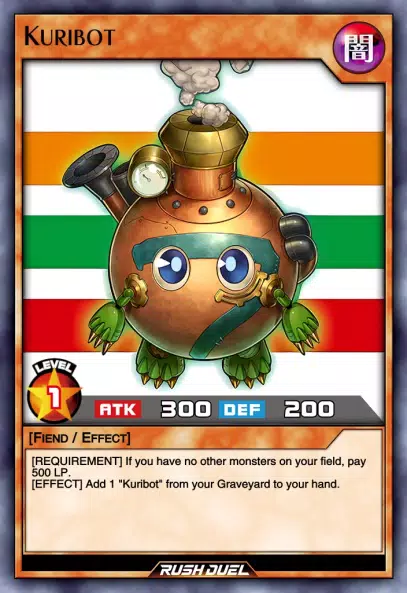 KURIBOT
闇
LEVEL
1
ATK 300 DEF 200
[FIEND / EFFECT]
[REQUIREMENT] If you have no other monsters on your field, pay
500 LP.
[EFFECT] Add 1 "Kuribot" from your Graveyard to your hand.
RUSH DUEL